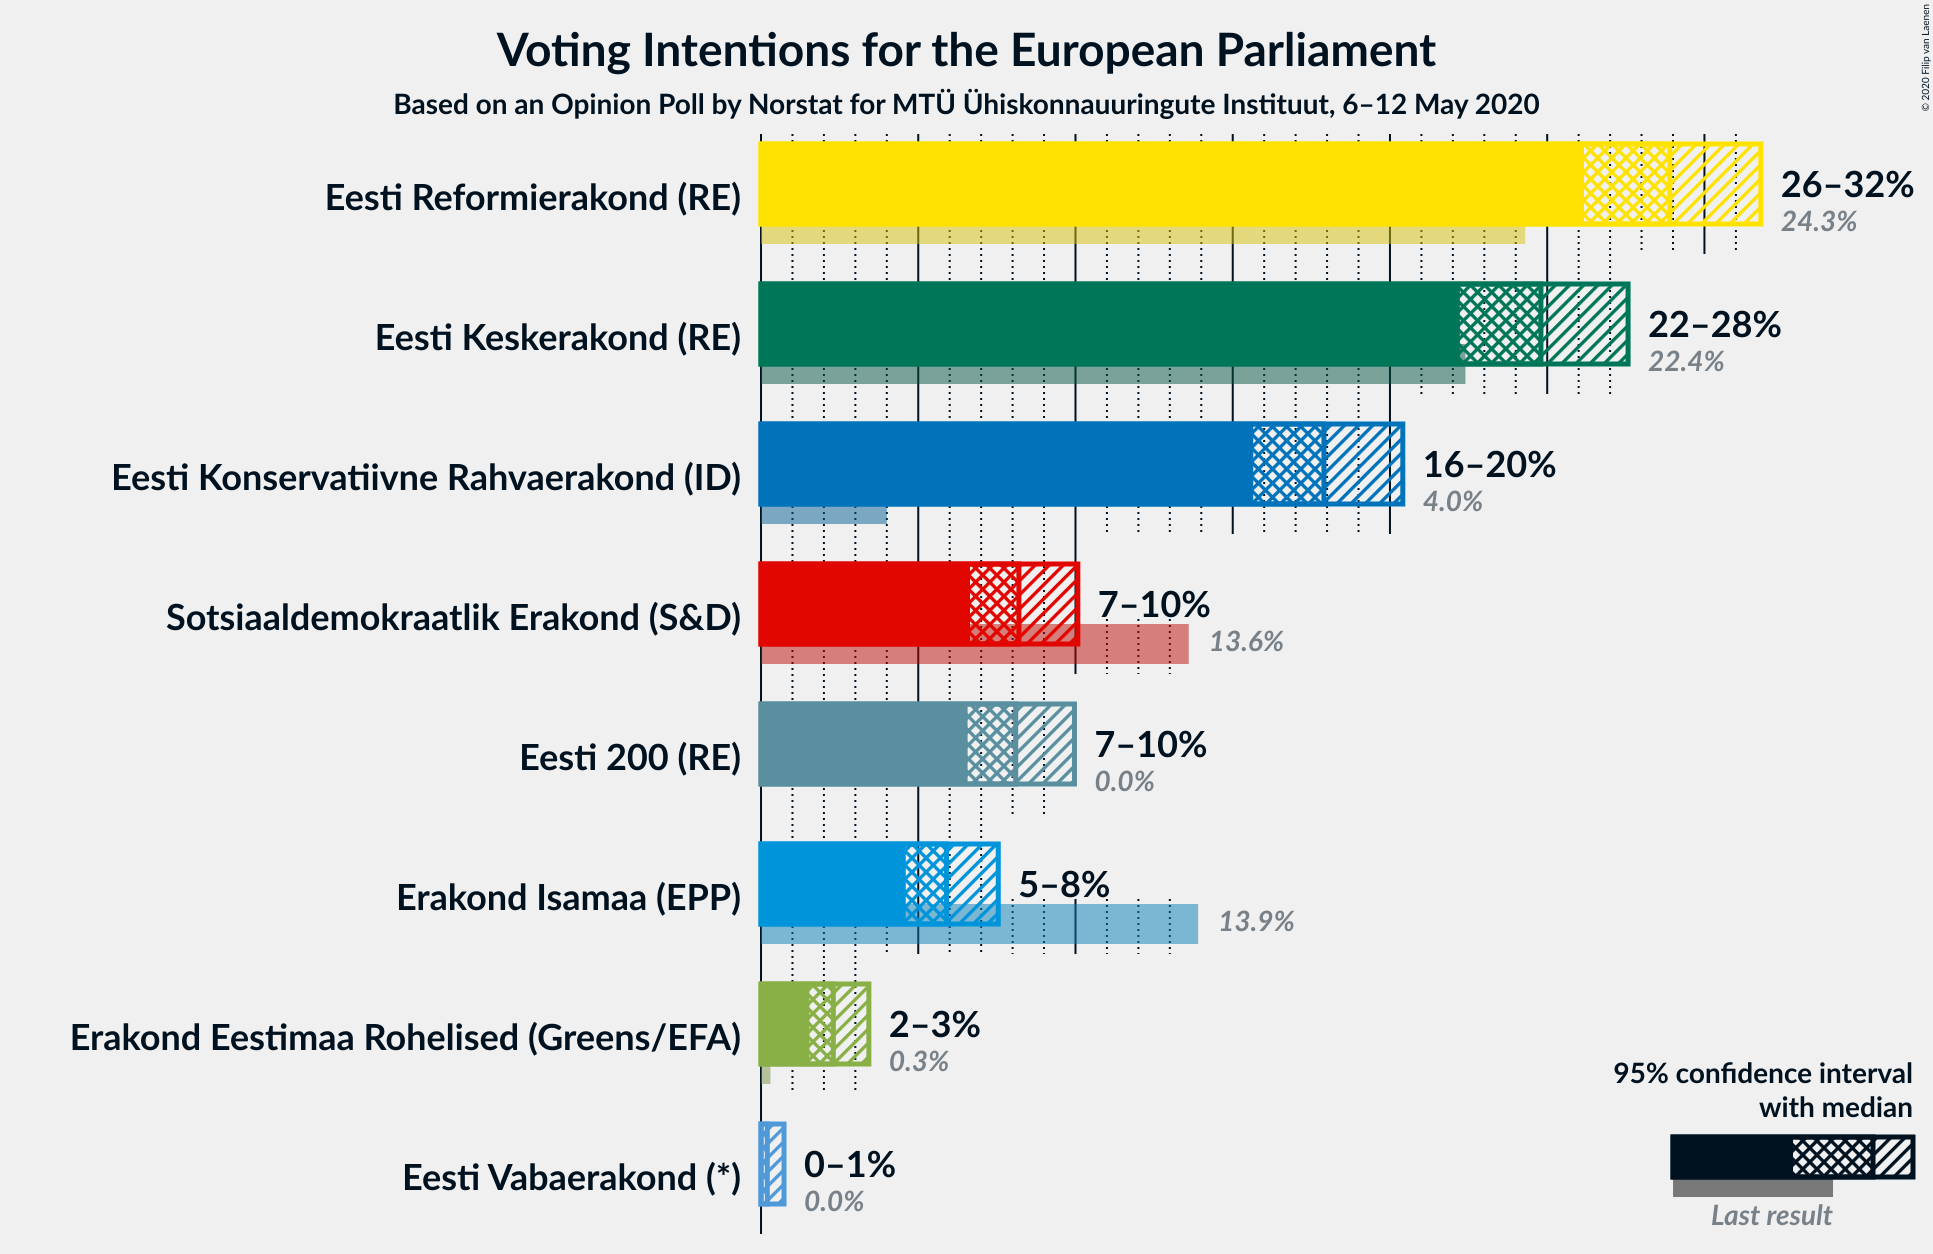 Voting Intentions for the European Parliament
Based on an Opinion Poll by Norstat for MTÜ Ühiskonnauuringute Instituut, 6–12 May 2020
© 2020 Filip van Laenen
Eesti Reformierakond (RE)
26–32%
24.3%
Eesti Keskerakond (RE)
22–28%
22.4%
Eesti Konservatiivne Rahvaerakond (ID)
16–20%
4.0%
Sotsiaaldemokraatlik Erakond (S&D)
7–10%
13.6%
Eesti 200 (RE)
7–10%
0.0%
Erakond Isamaa (EPP)
5–8%
13.9%
Erakond Eestimaa Rohelised (Greens/EFA)
2–3%
0.3%
Eesti Vabaerakond (*)
0–1%
0.0%
95% confidence interval
with median
Last result